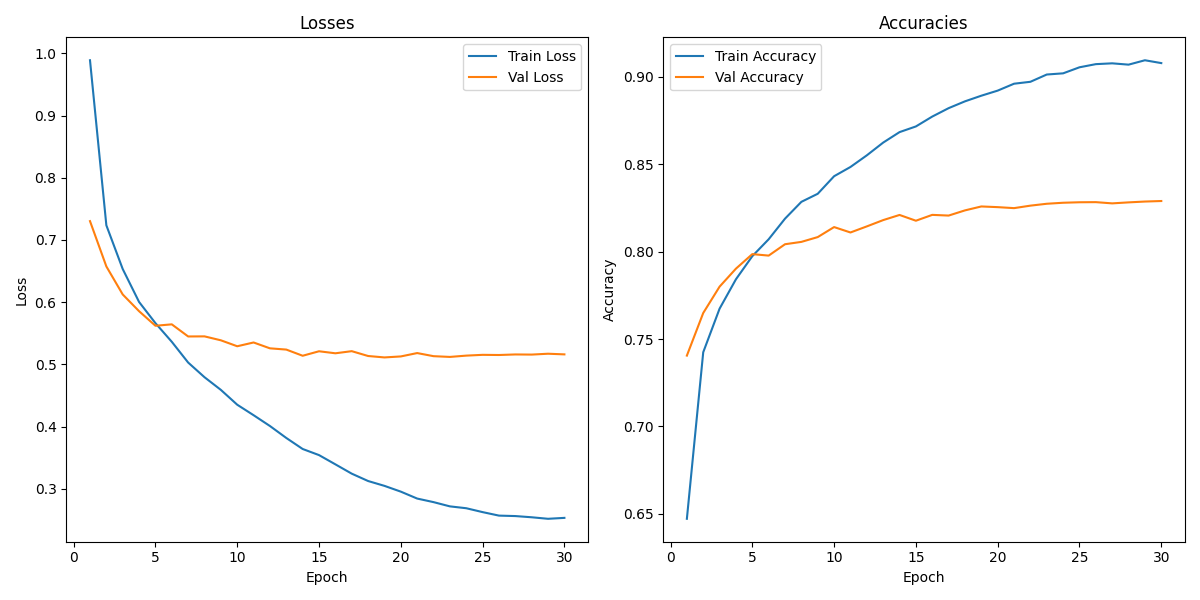 Losses
1.0
0.9
0.8
0.7
0.6
0.5
0.4
0.3
Loss
0 5 10 15 20 25 30
Epoch
Train Loss
Val Loss
Accuracies
0.90
0.85
0.80
0.75
0.70
0.65
Accuracy
0 5 10 15 20 25 30
Epoch
Train Accuracy
Val Accuracy